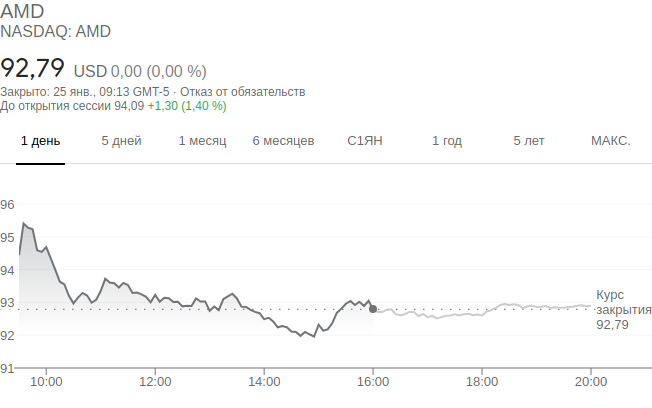 AMD
NASDAQ: AMD
92,79 USD 0,00 (0,00 %)
Закрыто: 25 янв., 09:13 GMT-5 · Отказ от обязательств
До открытия сессии 94,09 +1,30 (1,40 %)
1 день 5 дней 1 месяц 6 месяцев С1ЯН 1 год 5 лет МАКС.
96
95
94
93
92
91
Курс
закрытия
92,79
10:00 12:00 14:00 16:00 18:00 20:00